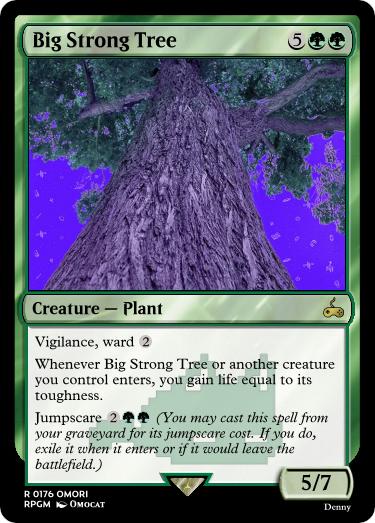 Big Strong Tree 5
Creature — Plant
Vigilance, ward 2
Whenever Big Strong Tree or another creature
you control enters, you gain life equal to its
toughness.
Jumpscare 2 (You may cast this spell from
your graveyard for its jumpscare cost. If you do,
exile it when it enters or if it would leave the
battlefield.)
5/7
R 0176 OMORI
RPGM OMOCAT
Denny